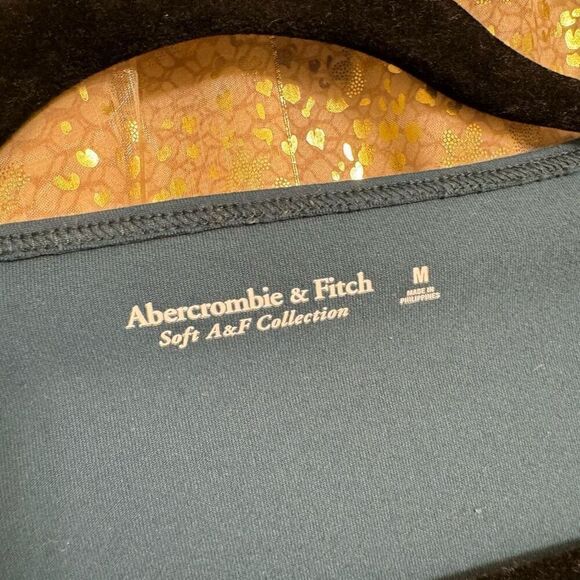 Abercrombie & Fitch
Soft A&F Collection
M
MADE IN
PHILIPPINES